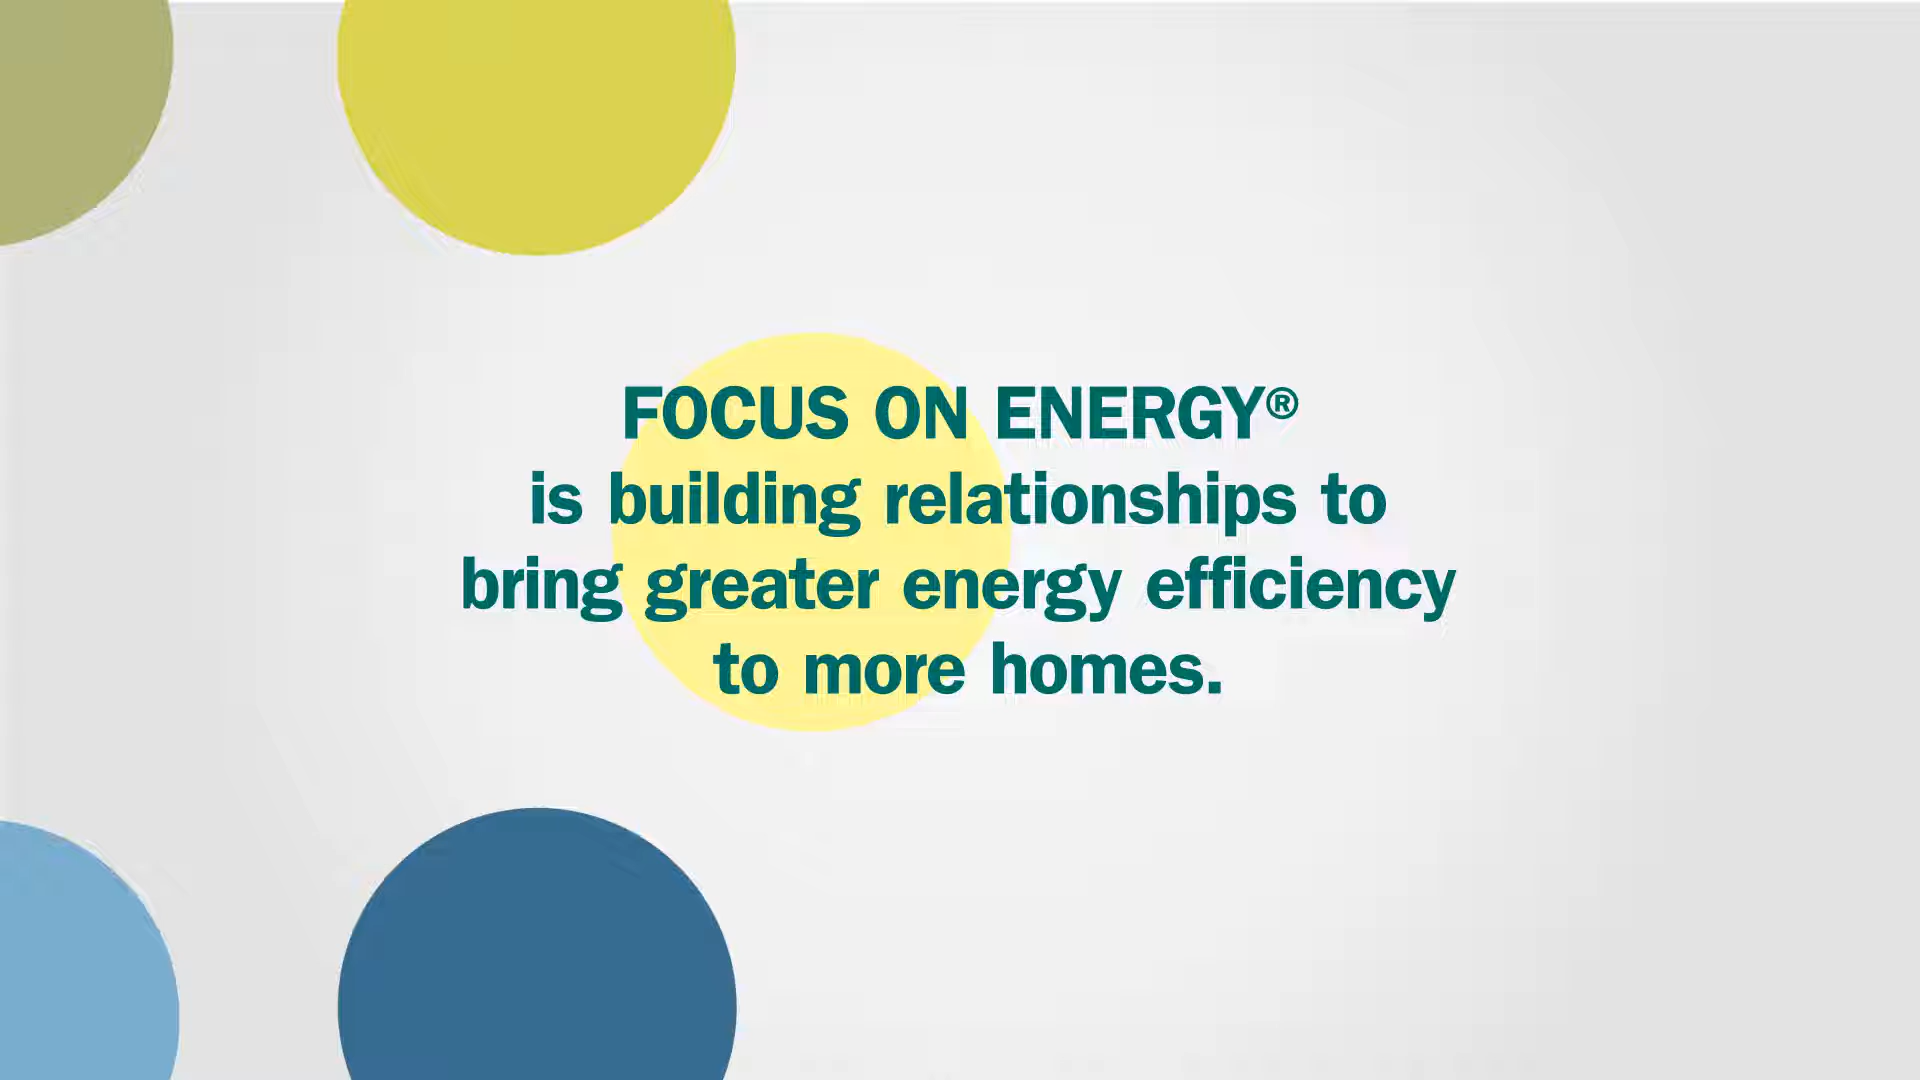 FOCUS ON ENERGY®
is building relationships to
bring greater energy efficiency
to more homes.